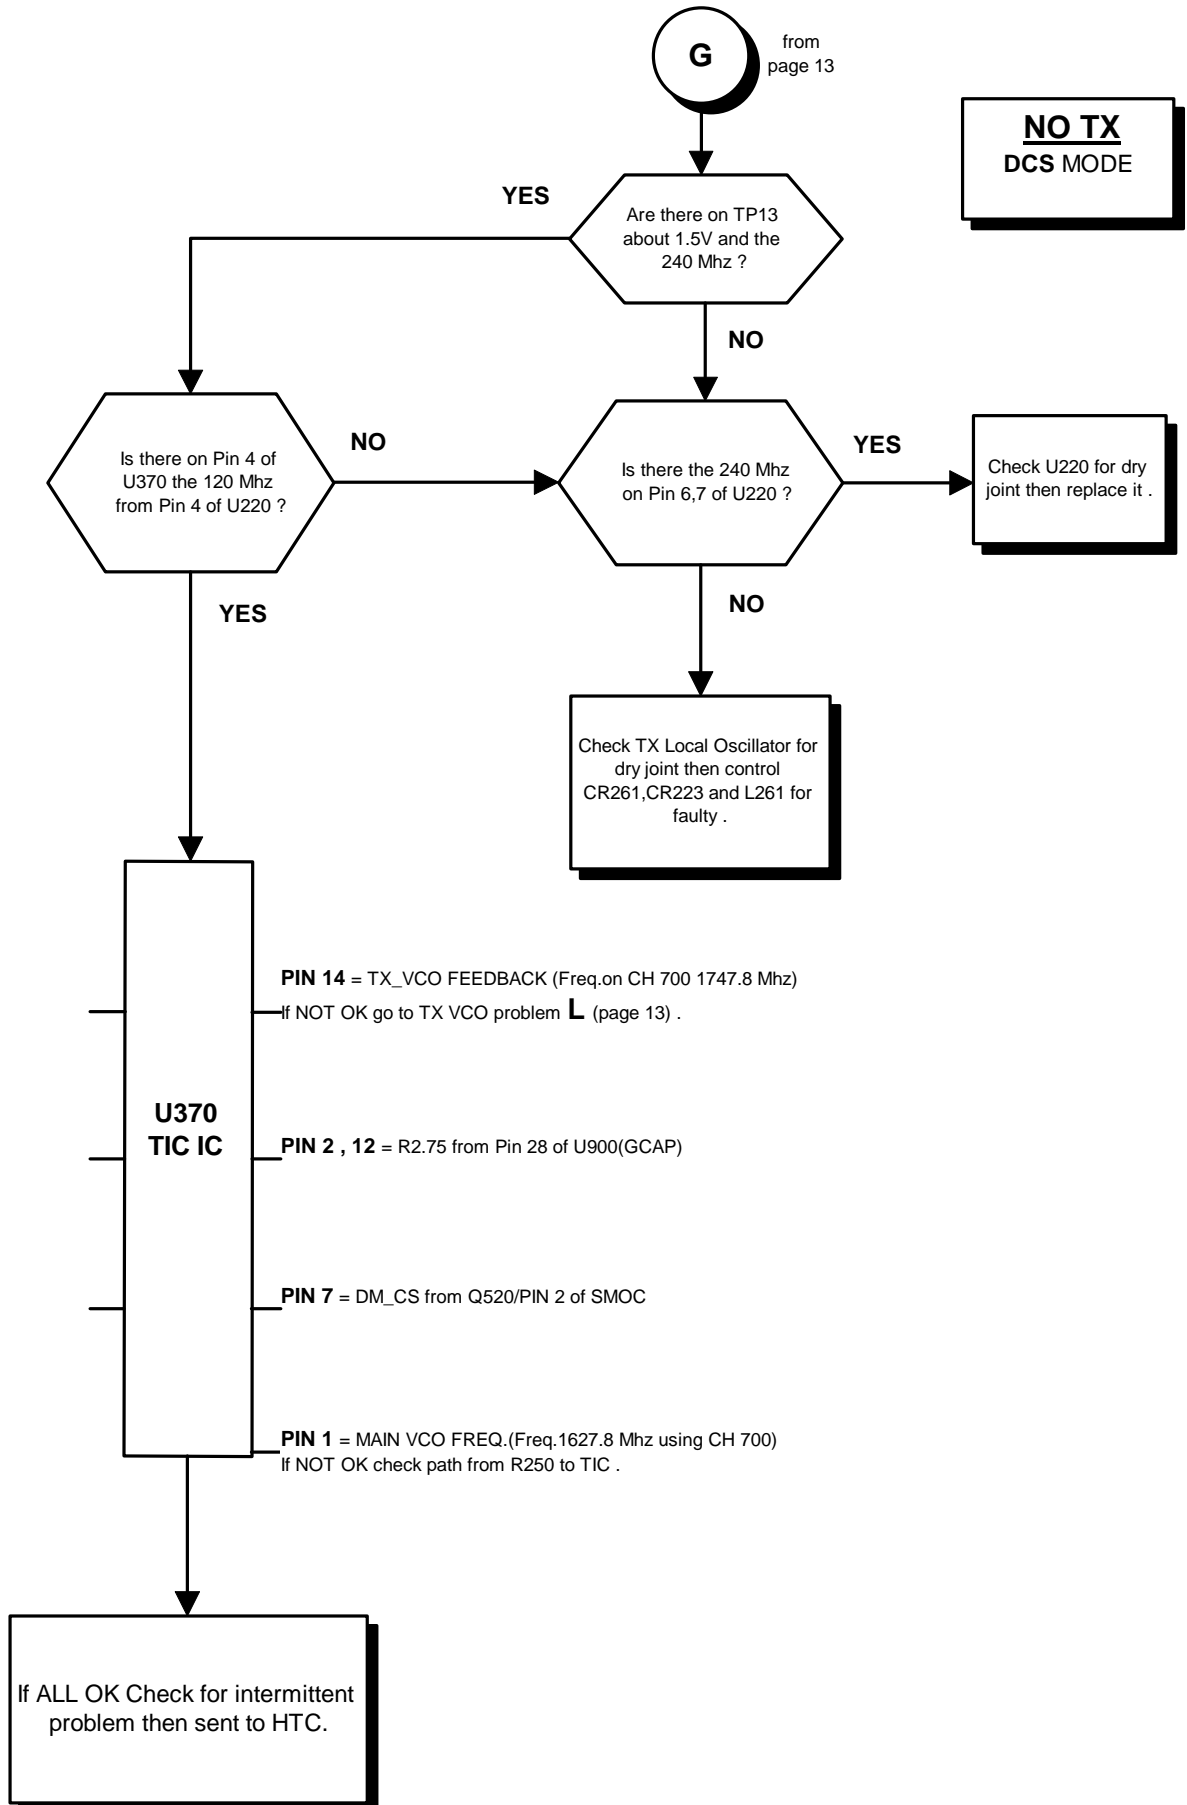 G
from
page 13
NO TX
DCS MODE
YES
Are there on TP13
about 1.5V and the
240 Mhz ?
NO
Is there on Pin 4 of
U370 the 120 Mhz
from Pin 4 of U220 ?
NO
Is there the 240 Mhz
on Pin 6,7 of U220 ?
YES
Check U220 for dry
joint then replace it .
YES
NO
Check TX Local Oscillator for
dry joint then control
CR261,CR223 and L261 for
faulty .
PIN 14 = TX_VCO FEEDBACK (Freq.on CH 700 1747.8 Mhz)
If NOT OK go to TX VCO problem L (page 13) .
U370
TIC IC
PIN 2 , 12 = R2.75 from Pin 28 of U900(GCAP)
PIN 7 = DM_CS from Q520/PIN 2 of SMOC
PIN 1 = MAIN VCO FREQ.(Freq.1627.8 Mhz using CH 700)
If NOT OK check path from R250 to TIC .
If ALL OK Check for intermittent
problem then sent to HTC.